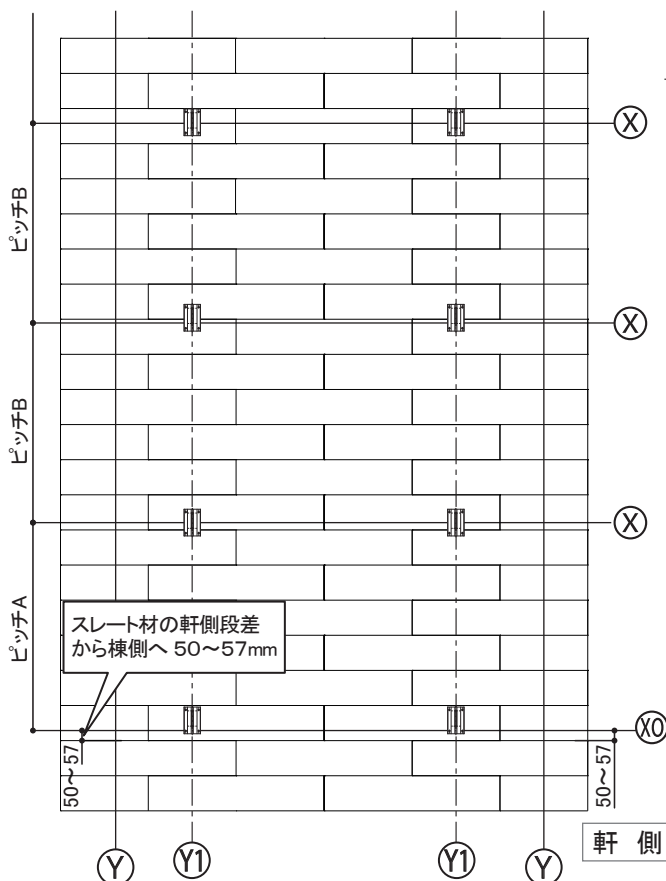 X
ピッチB
X
ピッチB
X
ピッチA
スレート材の軒側段差
から棟側へ 50～57mm
X0
50～57
50～57
軒 側
Y
Y1
Y1
Y